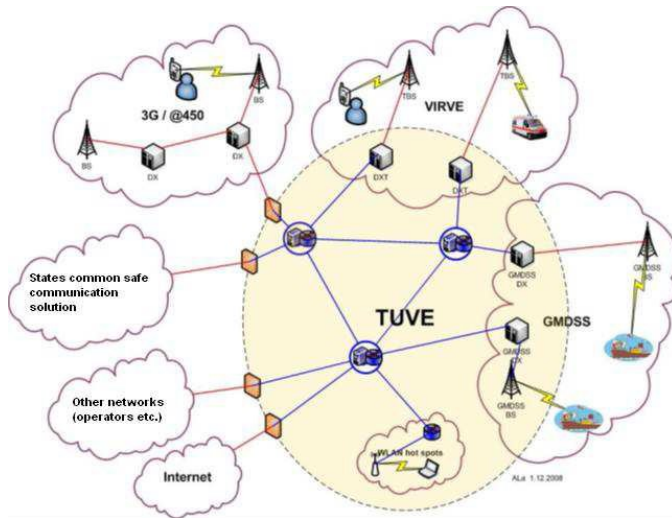 BS
3G / @450
BS
DX
DX
TBS
TBS
VIRVE
DXT
DXT
States common safe
communication
solution
GMDSS
DX
GMDSS
BS
TUVE
GMDSS
GMDSS
DX
GMDSS
BS
Other networks
(operators etc.)
Internet
WLAN hot spots
ALa 1.12.2008